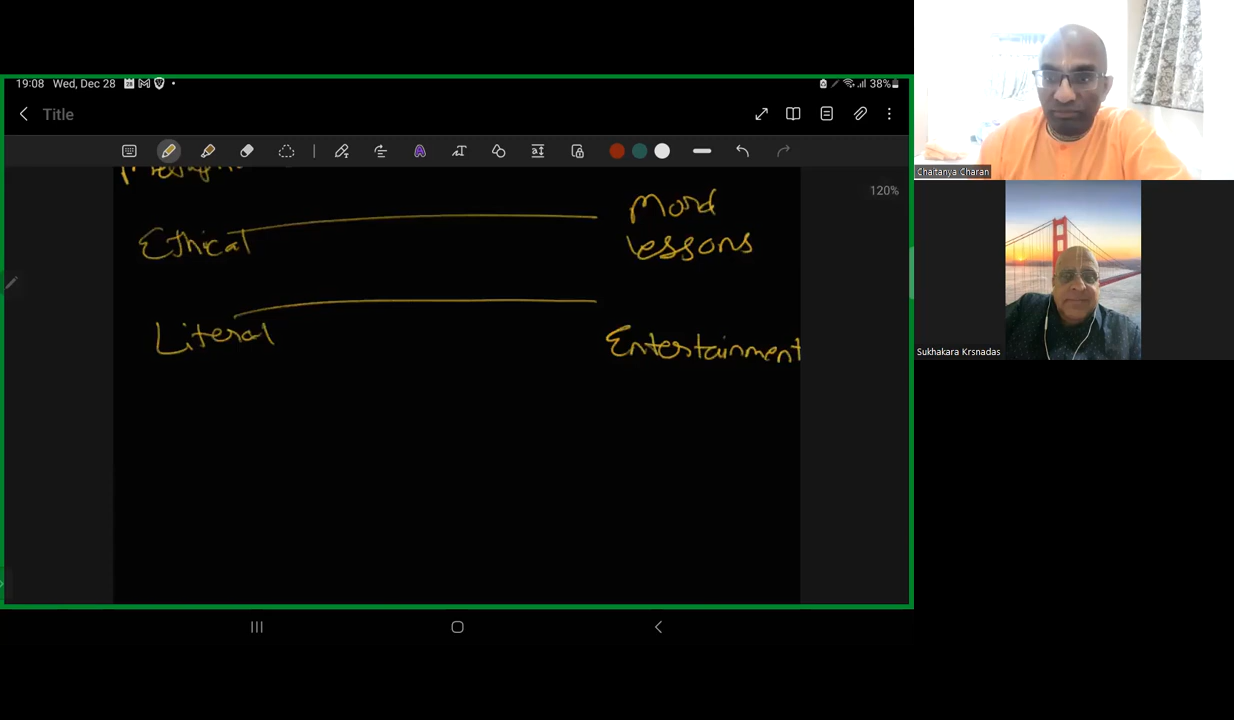 19:08 Wed, Dec 28
38%
Title
120%
Moral
Ethical
lessons
Literal
Entertainment
Chaitanya Charan
Sukhakara Krsnadas